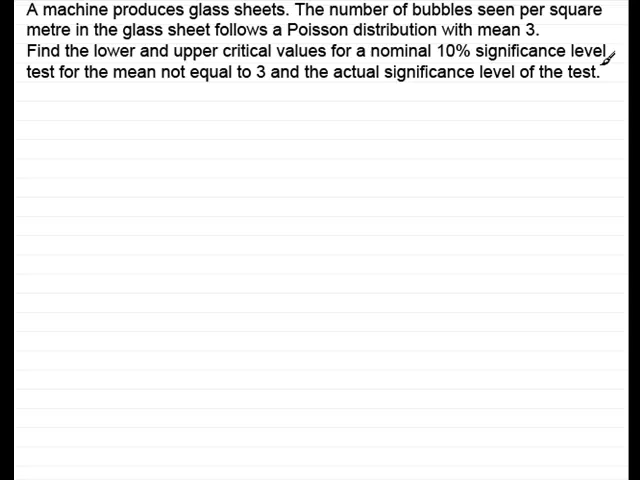 A machine produces glass sheets. The number of bubbles seen per square
metre in the glass sheet follows a Poisson distribution with mean 3.
Find the lower and upper critical values for a nominal 10% significance level
test for the mean not equal to 3 and the actual significance level of the test.